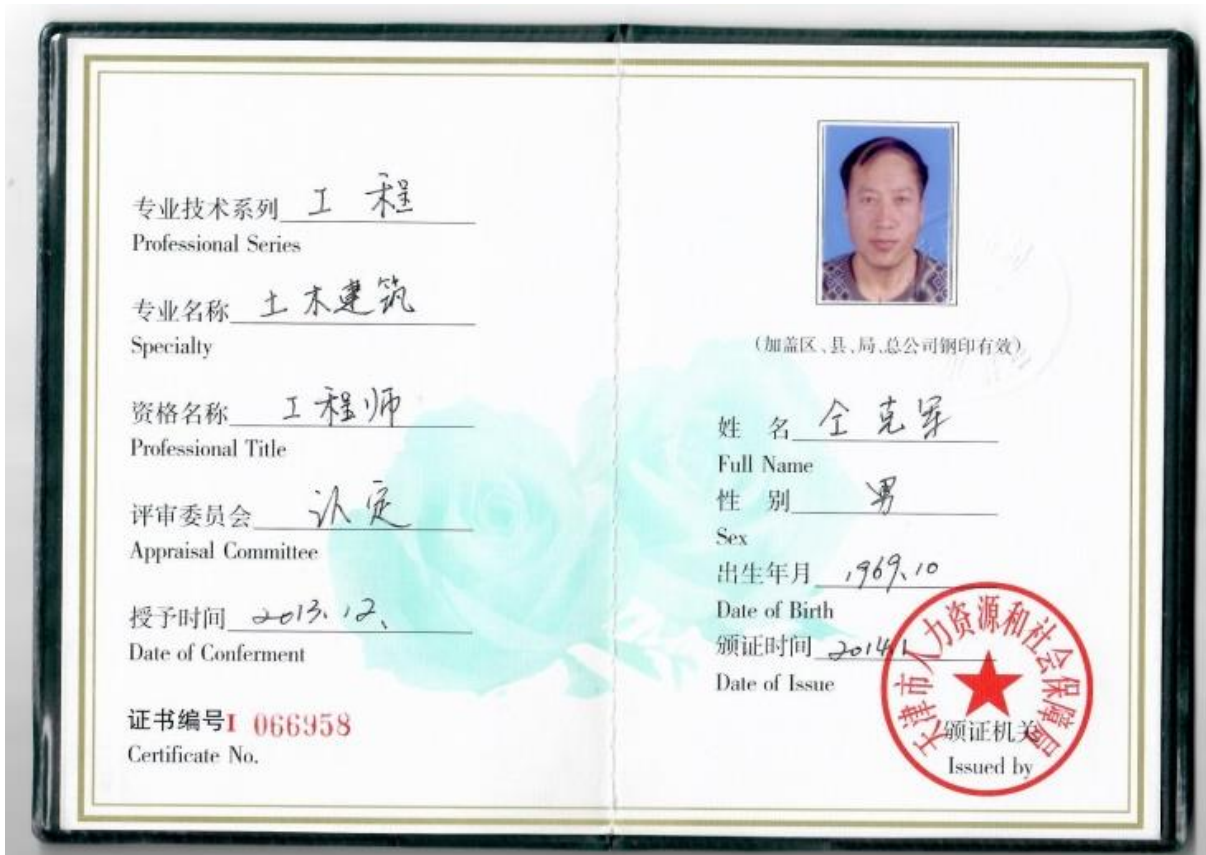 专业技术系列 工程
Professional Series
专业名称 土木建筑
Specialty
资格名称 工程师
Professional Title
评审委员会 认定
Appraisal Committee
授予时间 2013.12、
Date of Conferment
证书编号I 066958
Certificate No.
(加盖区、县、局、总公司钢印有效)
姓 名 仝克军
Full Name
性 别 男
Sex
出生年月 1969.10
Date of Birth
颁证时间 2014.1
Date of Issue
天津市人力资源和社会保障局
颁证机关
Issued by